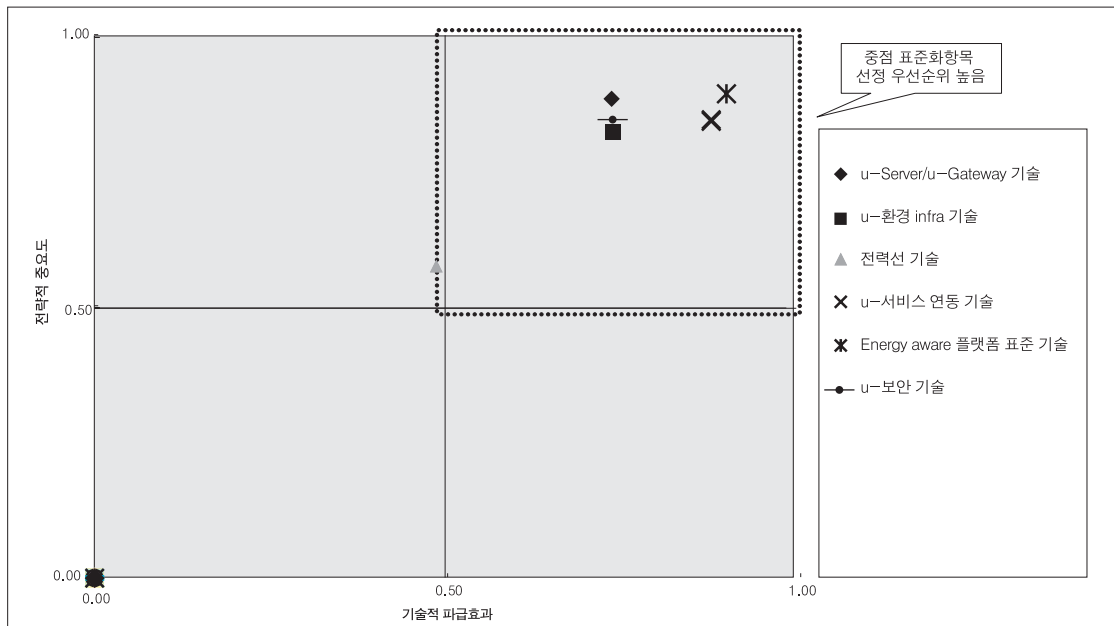 1.00
중점 표준화항목
선정 우선순위 높음
u-Server/u-Gateway 기술
u-환경 infra 기술
전력선 기술
u-서비스 연동 기술
Energy aware 플랫폼 표준 기술
u-보안 기술
전략적 중요도
0.50
0.00
0.00
0.50
1.00
기술적 파급효과